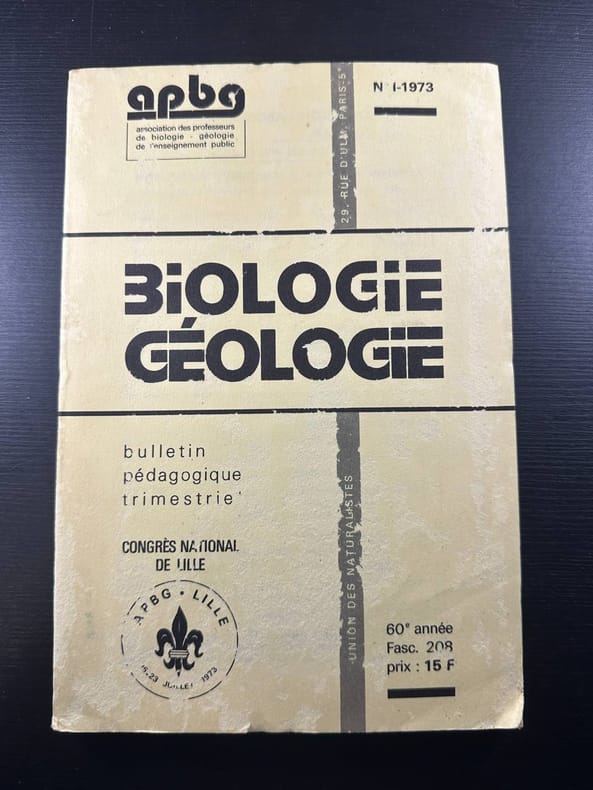 apbg
association des professeurs
de biologie - géologie
de l'enseignement public
N° 1-1973
29, RUE D'ULM, PARIS-5e
BIOLOGIE
GÉOLOGIE
bulletin
pédagogique
trimestriel
CONGRÈS NATIONAL
DE LILLE
APBG • LILLE
JUILLET 1973
UNION DES NATURALISTES
60e année
Fasc. 208
prix : 15 F